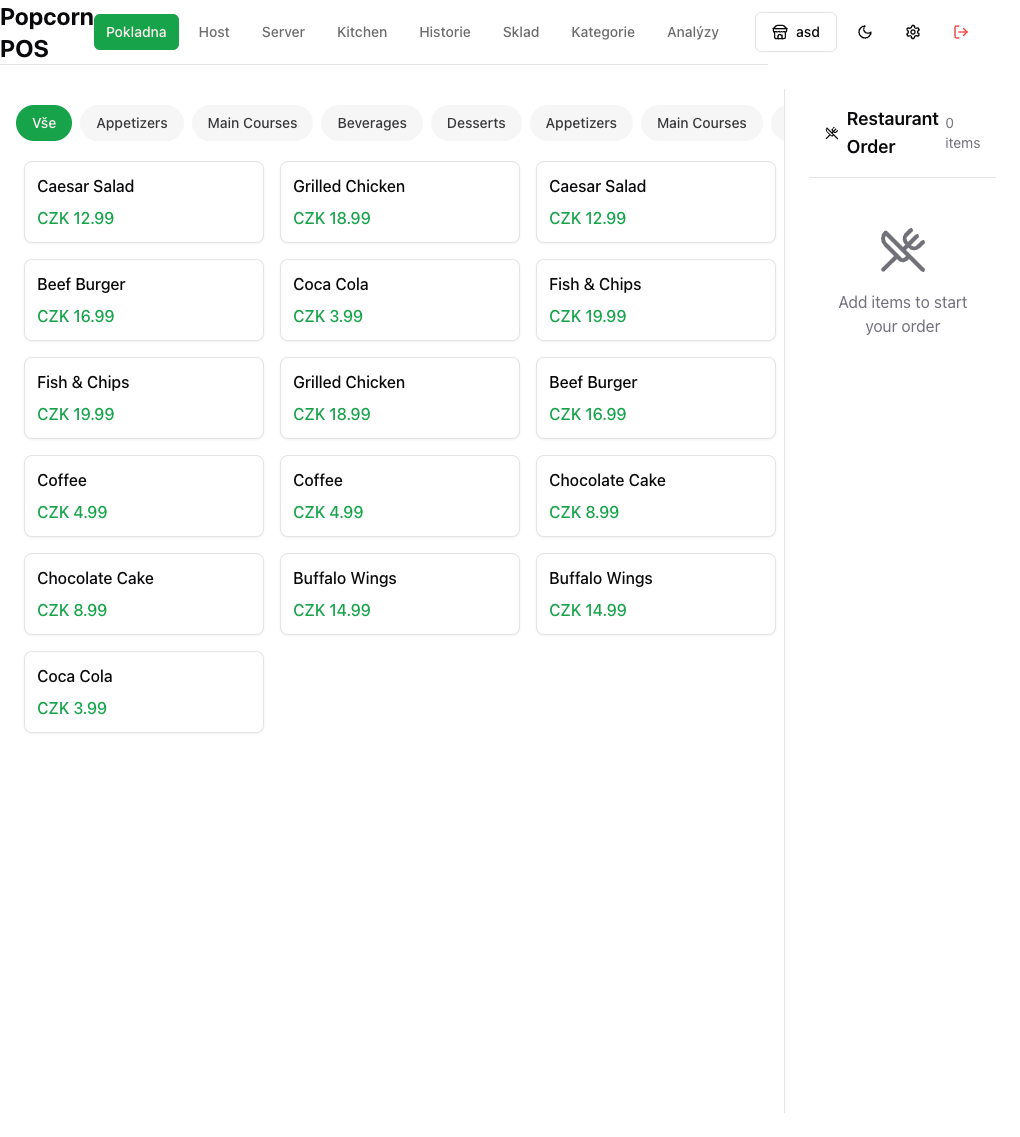 Popcorn
POS
Pokladna
Host
Server
Kitchen
Historie
Sklad
Kategorie
Analýzy
asd
Vše
Appetizers
Main Courses
Beverages
Desserts
Appetizers
Main Courses
Restaurant
Order
0
items
Caesar Salad
CZK 12.99
Grilled Chicken
CZK 18.99
Caesar Salad
CZK 12.99
Beef Burger
CZK 16.99
Coca Cola
CZK 3.99
Fish & Chips
CZK 19.99
Fish & Chips
CZK 19.99
Grilled Chicken
CZK 18.99
Beef Burger
CZK 16.99
Coffee
CZK 4.99
Coffee
CZK 4.99
Chocolate Cake
CZK 8.99
Chocolate Cake
CZK 8.99
Buffalo Wings
CZK 14.99
Buffalo Wings
CZK 14.99
Coca Cola
CZK 3.99
Add items to start
your order